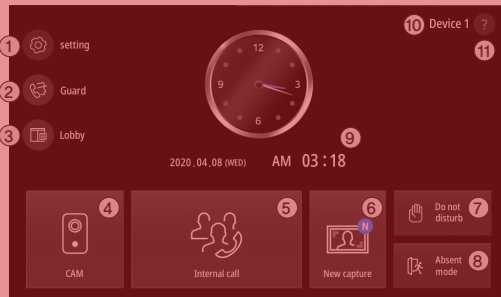 1 setting
2 Guard
3 Lobby
12
3
6
9
10 Device 1 ?
11
9
2020 . 04 . 08 (WED) AM 03 : 18
4
CAM
5
Internal call
6
N
New capture
Do not 7
disturb
Absent 8
mode